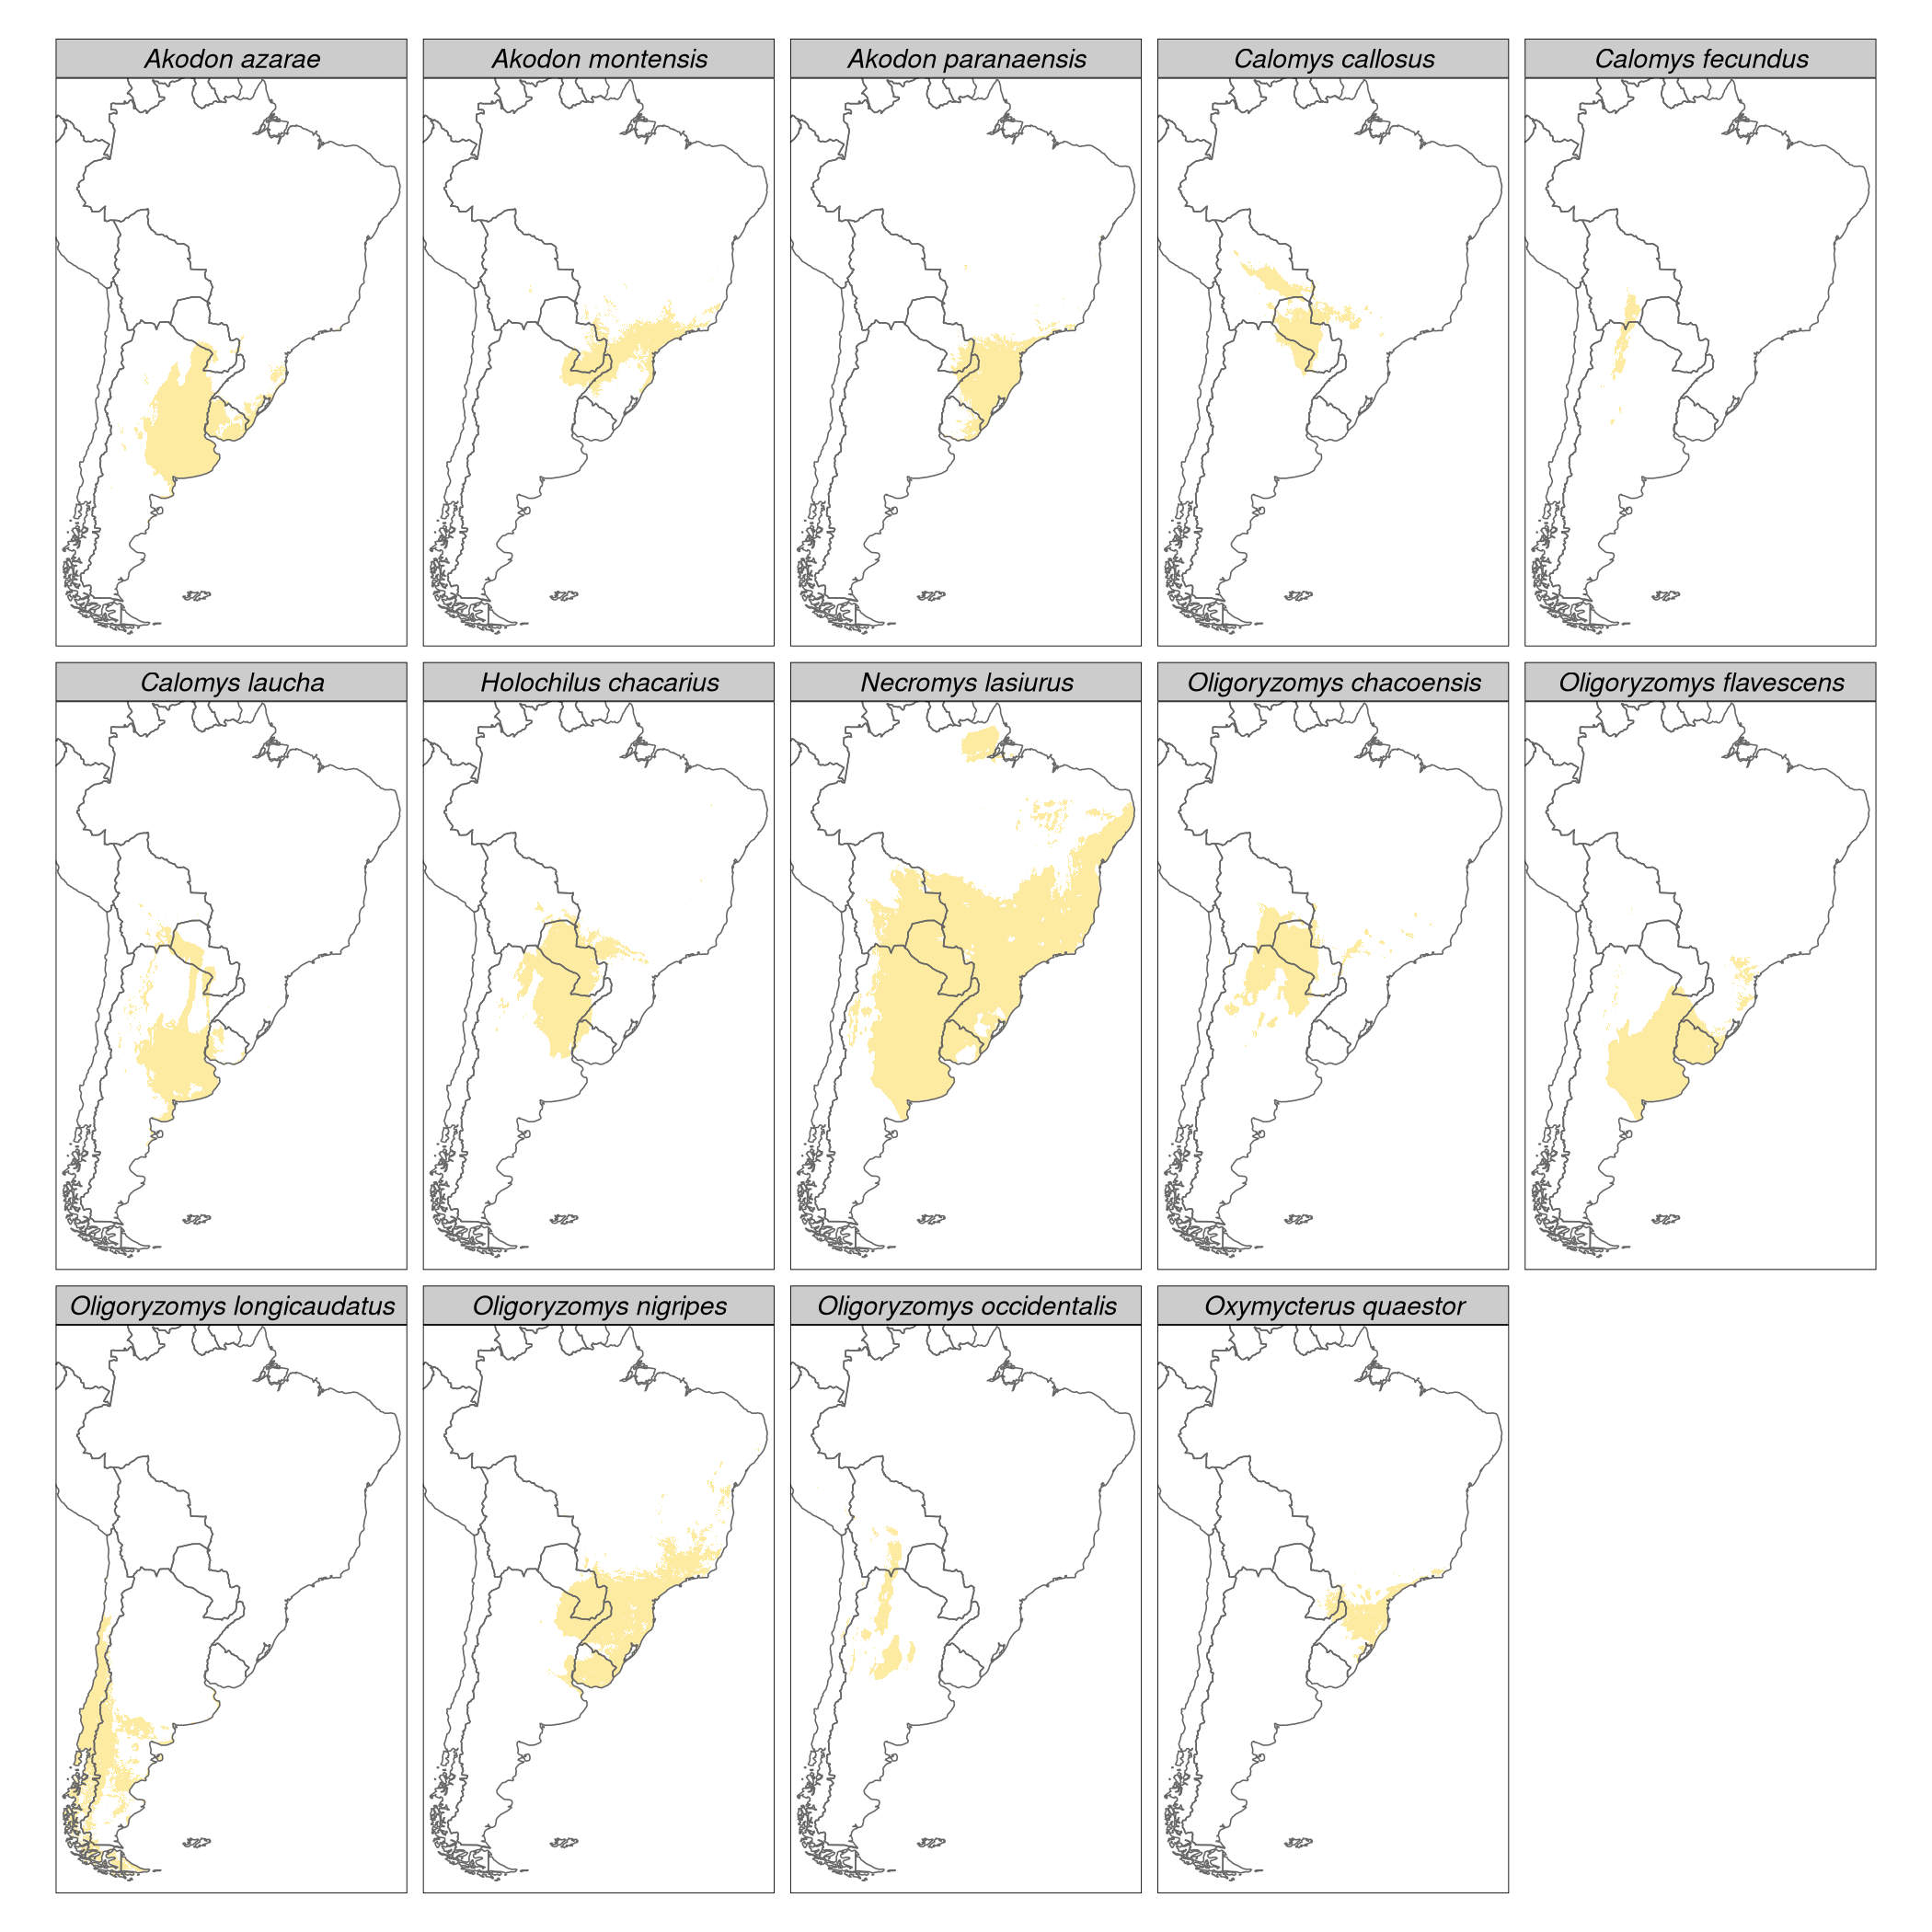 Akodon azarae
Akodon montensis
Akodon paranaensis
Calomys callosus
Calomys fecundus
Calomys laucha
Holochilus chacarius
Necromys lasiurus
Oligoryzomys chacoensis
Oligoryzomys flavescens
Oligoryzomys longicaudatus
Oligoryzomys nigripes
Oligoryzomys occidentalis
Oxymycterus quaestor